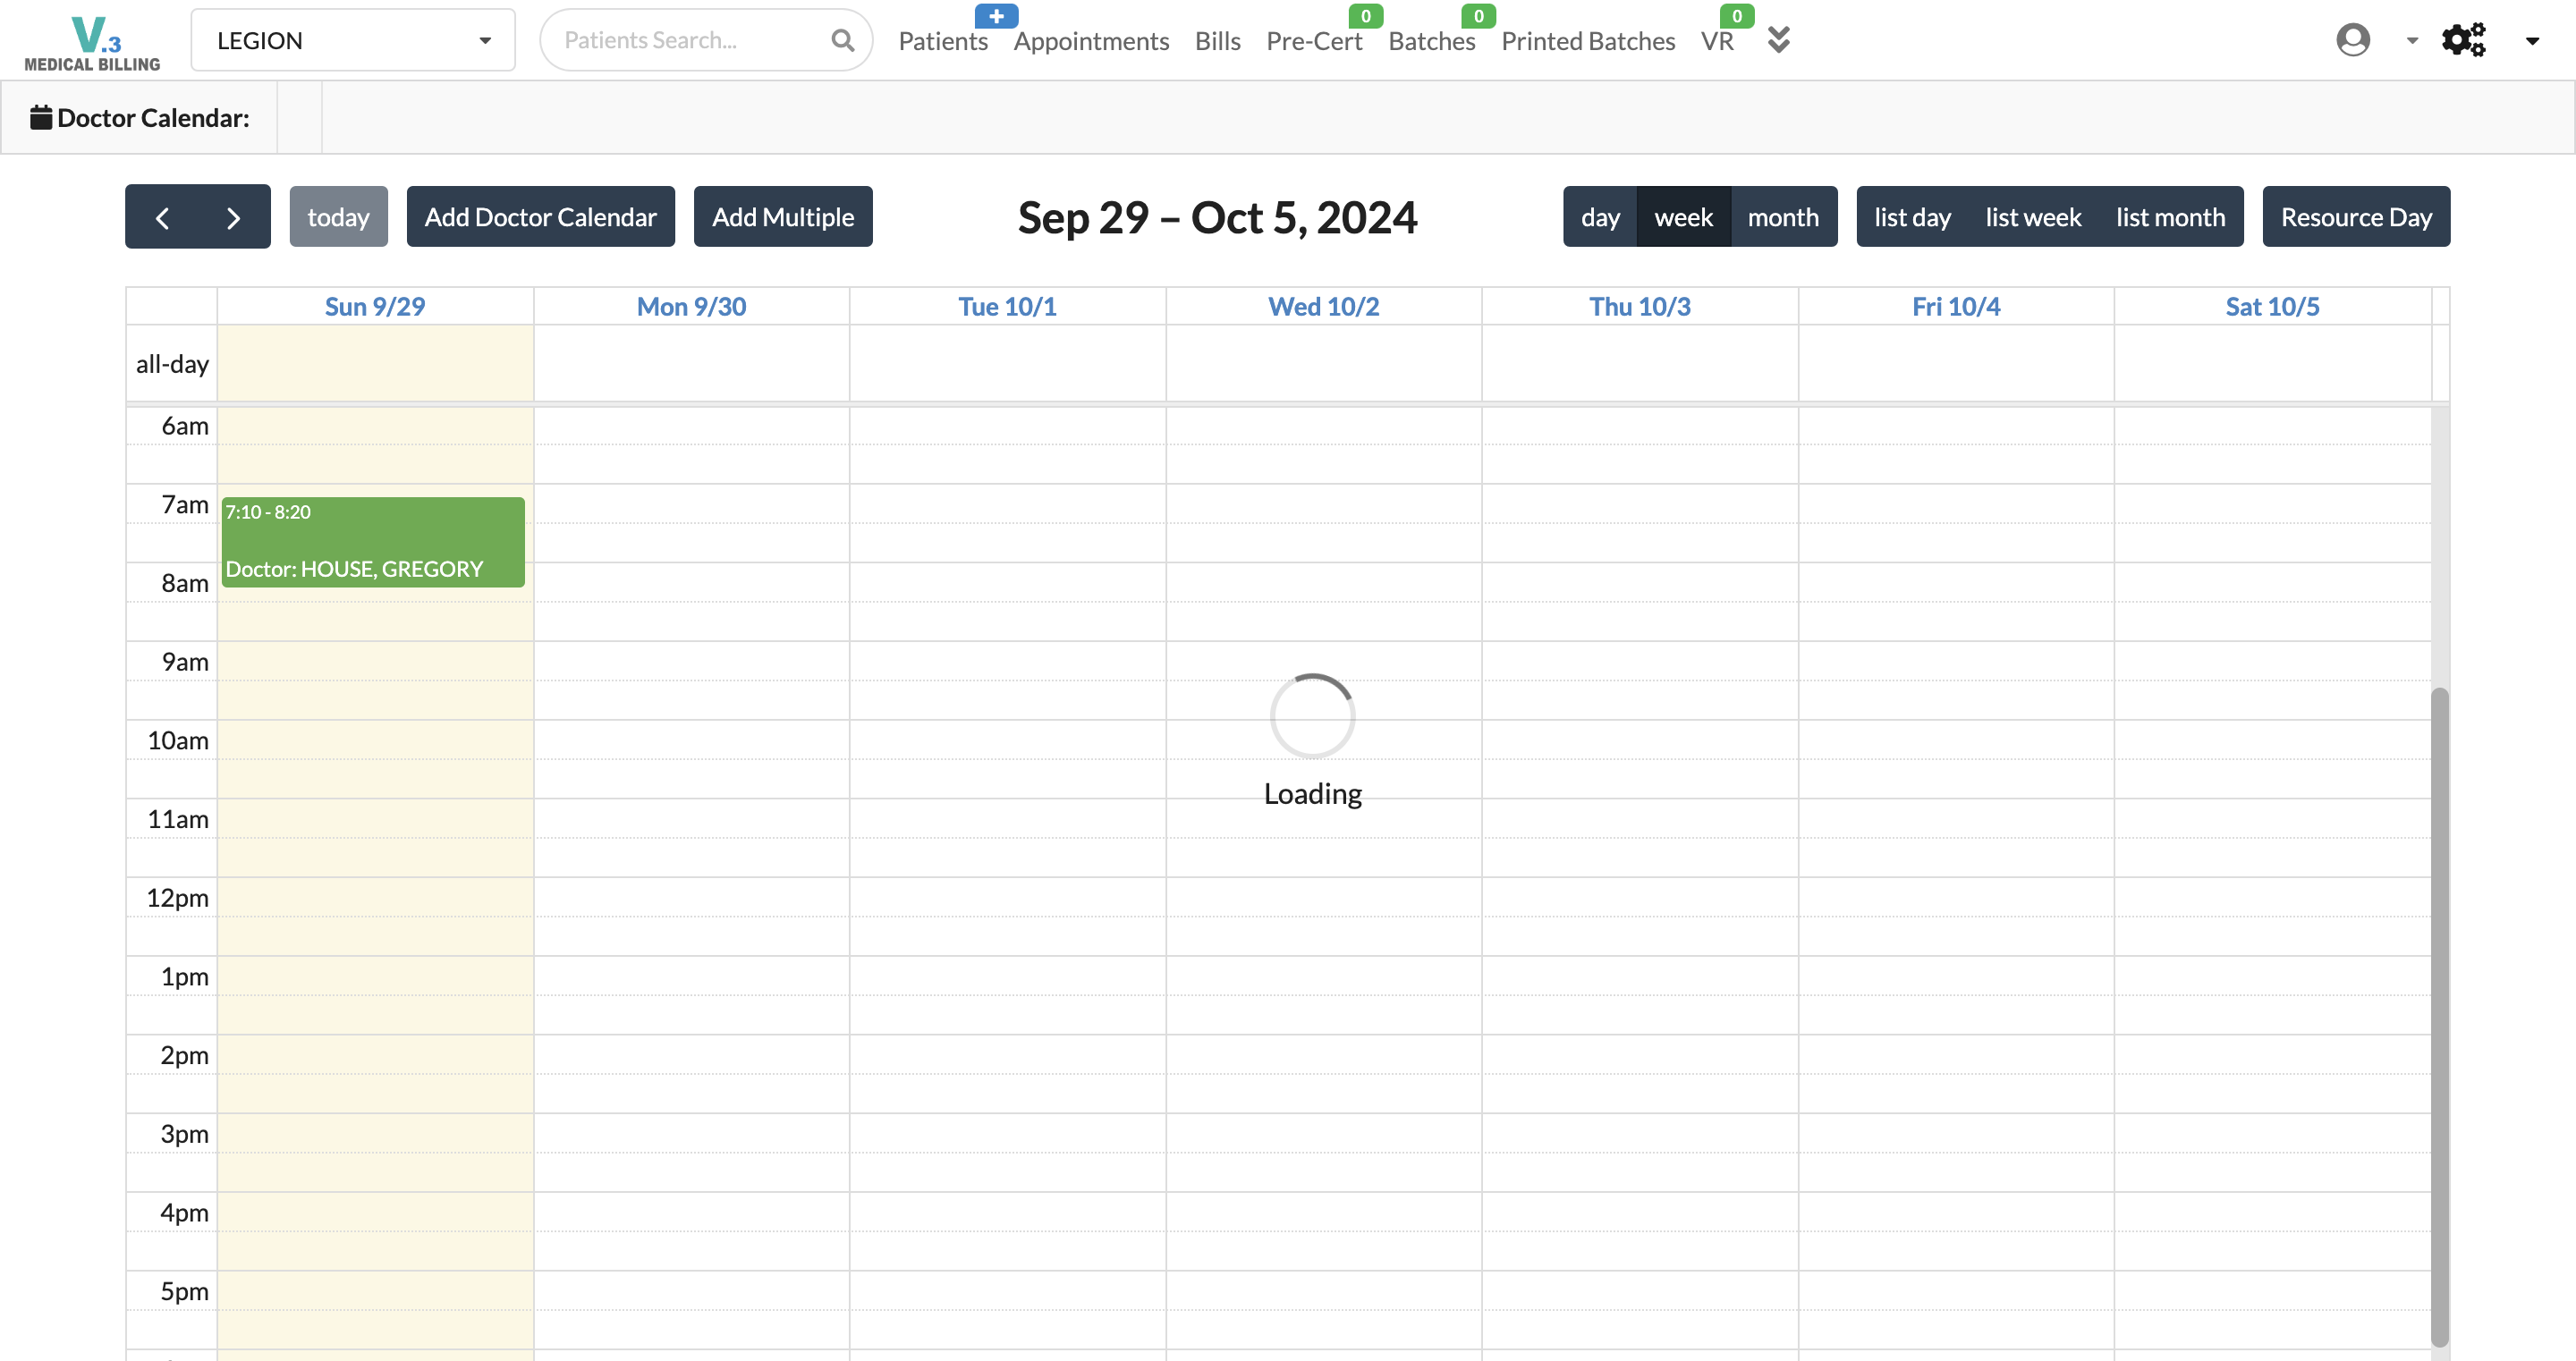 V.3
MEDICAL BILLING
LEGION
Patients Search...
Patients
Appointments
Bills
Pre-Cert
0
Batches
0
Printed Batches
VR
0
Doctor Calendar:
today
Add Doctor Calendar
Add Multiple
Sep 29 – Oct 5, 2024
day
week
month
list day
list week
list month
Resource Day
Sun 9/29
Mon 9/30
Tue 10/1
Wed 10/2
Thu 10/3
Fri 10/4
Sat 10/5
all-day
6am
7am
7:10 - 8:20
Doctor: HOUSE, GREGORY
8am
9am
10am
Loading
11am
12pm
1pm
2pm
3pm
4pm
5pm